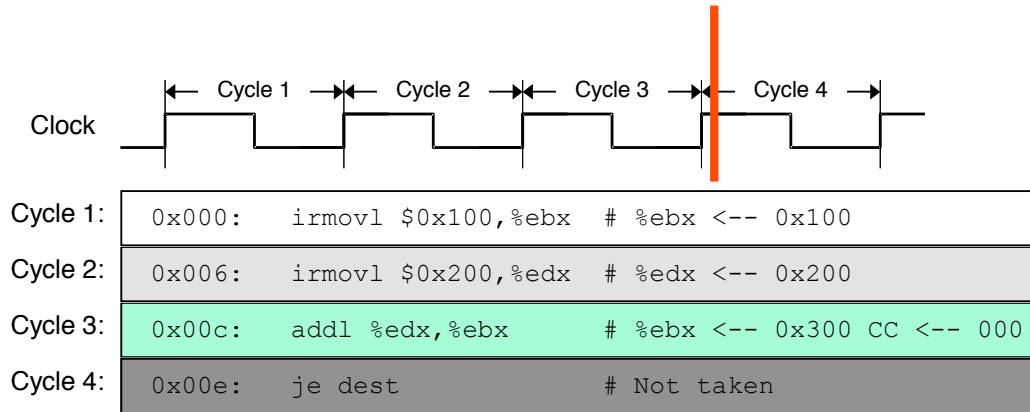 Cycle 1 Cycle 2 Cycle 3 Cycle 4
Clock
Cycle 1: 0x000: irmovl $0x100,%ebx # %ebx <-- 0x100
Cycle 2: 0x006: irmovl $0x200,%edx # %edx <-- 0x200
Cycle 3: 0x00c: addl %edx,%ebx # %ebx <-- 0x300 CC <-- 000
Cycle 4: 0x00e: je dest # Not taken